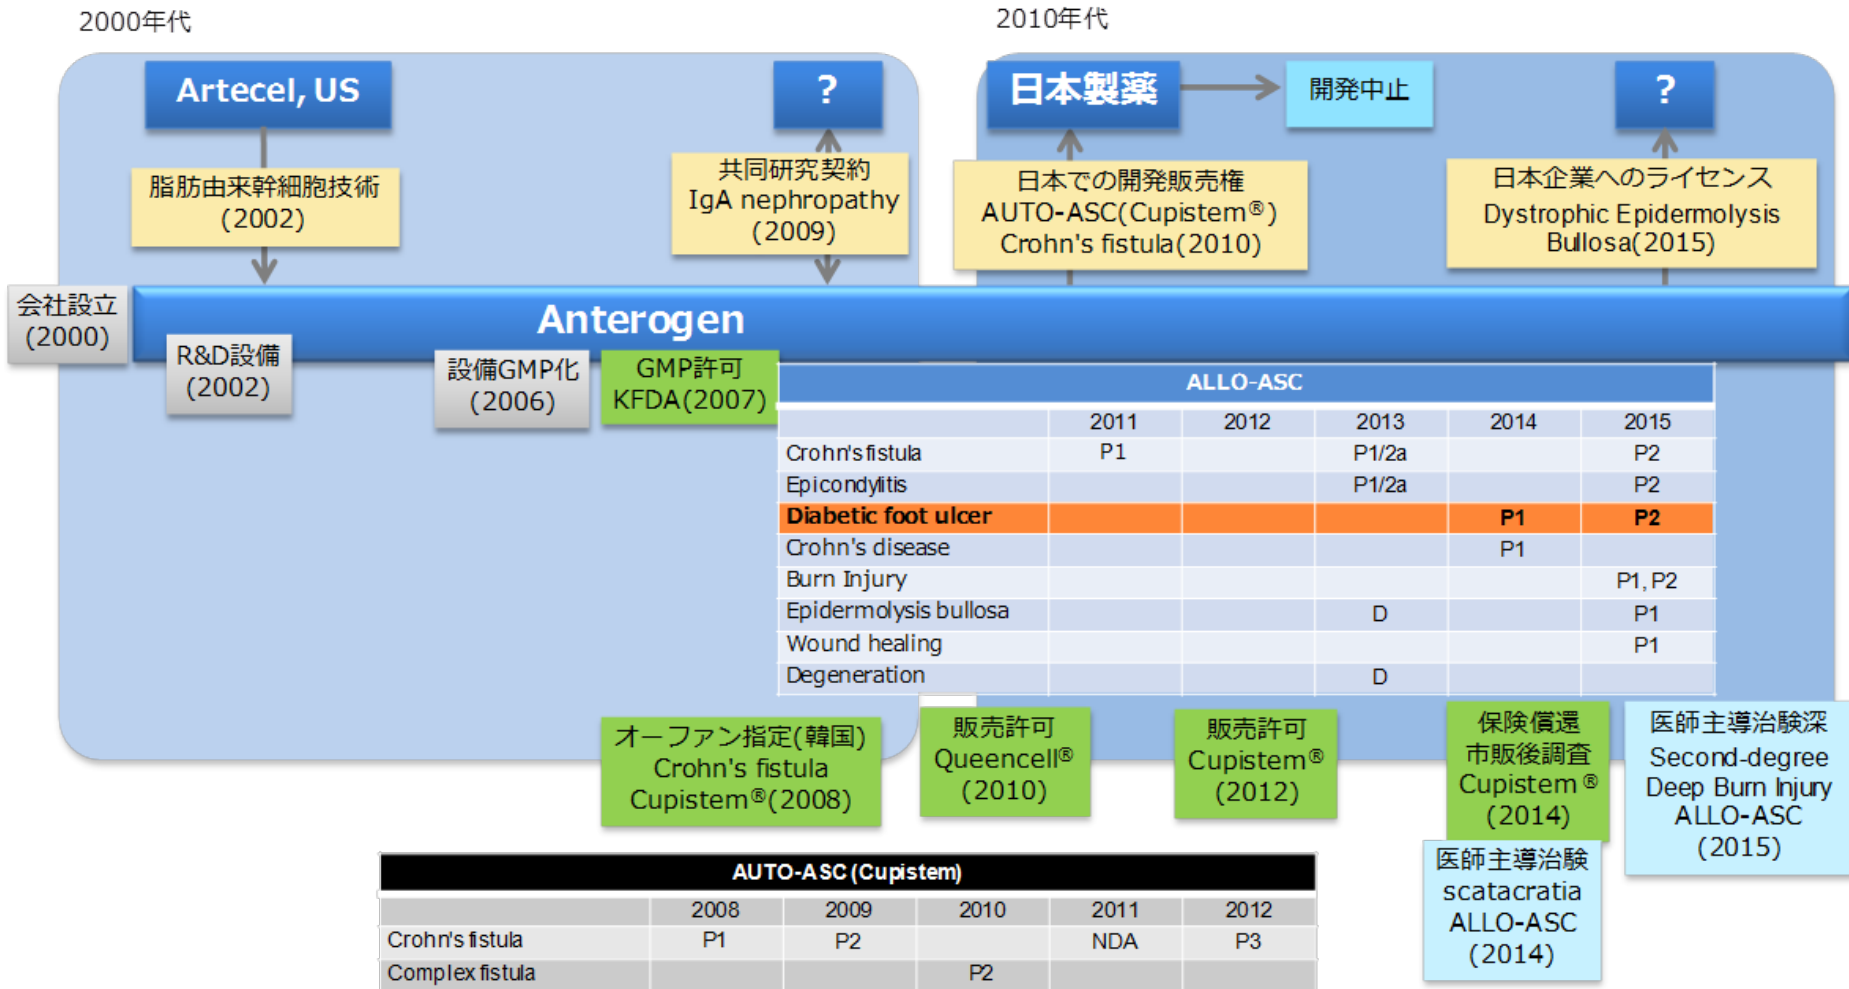 2000年代
2010年代
Artecel, US
?
日本製薬
開発中止
?
脂肪由来幹細胞技術
(2002)
共同研究契約
IgA nephropathy
(2009)
日本での開発販売権
AUTO-ASC(Cupistem®)
Crohn's fistula(2010)
日本企業へのライセンス
Dystrophic Epidermolysis
Bullosa(2015)
会社設立
(2000)
Anterogen
R&D設備
(2002)
設備GMP化
(2006)
GMP許可
KFDA(2007)
ALLO-ASC
2011 2012 2013 2014 2015
Crohn's fistula P1 P1/2a P2
Epicondylitis P1/2a P2
Diabetic foot ulcer P1 P2
Crohn's disease P1
Burn Injury P1, P2
Epidermolysis bullosa D P1
Wound healing P1
Degeneration D
オーファン指定(韓国)
Crohn's fistula
Cupistem®(2008)
販売許可
Queencell®
(2010)
販売許可
Cupistem®
(2012)
保険償還
市販後調査
Cupistem®
(2014)
医師主導治験深
Second-degree
Deep Burn Injury
ALLO-ASC
(2015)
医師主導治験
scatacratia
ALLO-ASC
(2014)
AUTO-ASC (Cupistem)
2008 2009 2010 2011 2012
Crohn's fistula P1 P2 NDA P3
Complex fistula P2